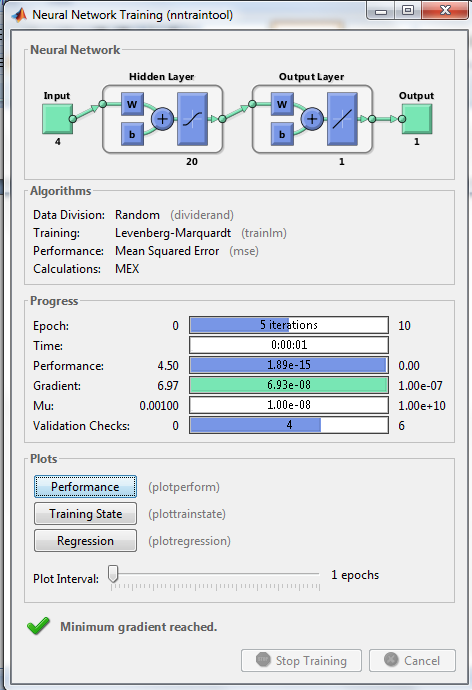 Neural Network Training (nntraintool)
Neural Network
Hidden Layer
Output Layer
Input
Output
W
W
b
b
4
20
1
1
Algorithms
Data Division: Random (dividerand)
Training: Levenberg-Marquardt (trainlm)
Performance: Mean Squared Error (mse)
Calculations: MEX
Progress
Epoch: 0 5 iterations 10
Time: 0:00:01
Performance: 4.50 1.89e-15 0.00
Gradient: 6.97 6.93e-08 1.00e-07
Mu: 0.00100 1.00e-08 1.00e+10
Validation Checks: 0 4 6
Plots
Performance (plotperform)
Training State (plottrainstate)
Regression (plotregression)
Plot Interval: 1 epochs
Minimum gradient reached.
Stop Training Cancel